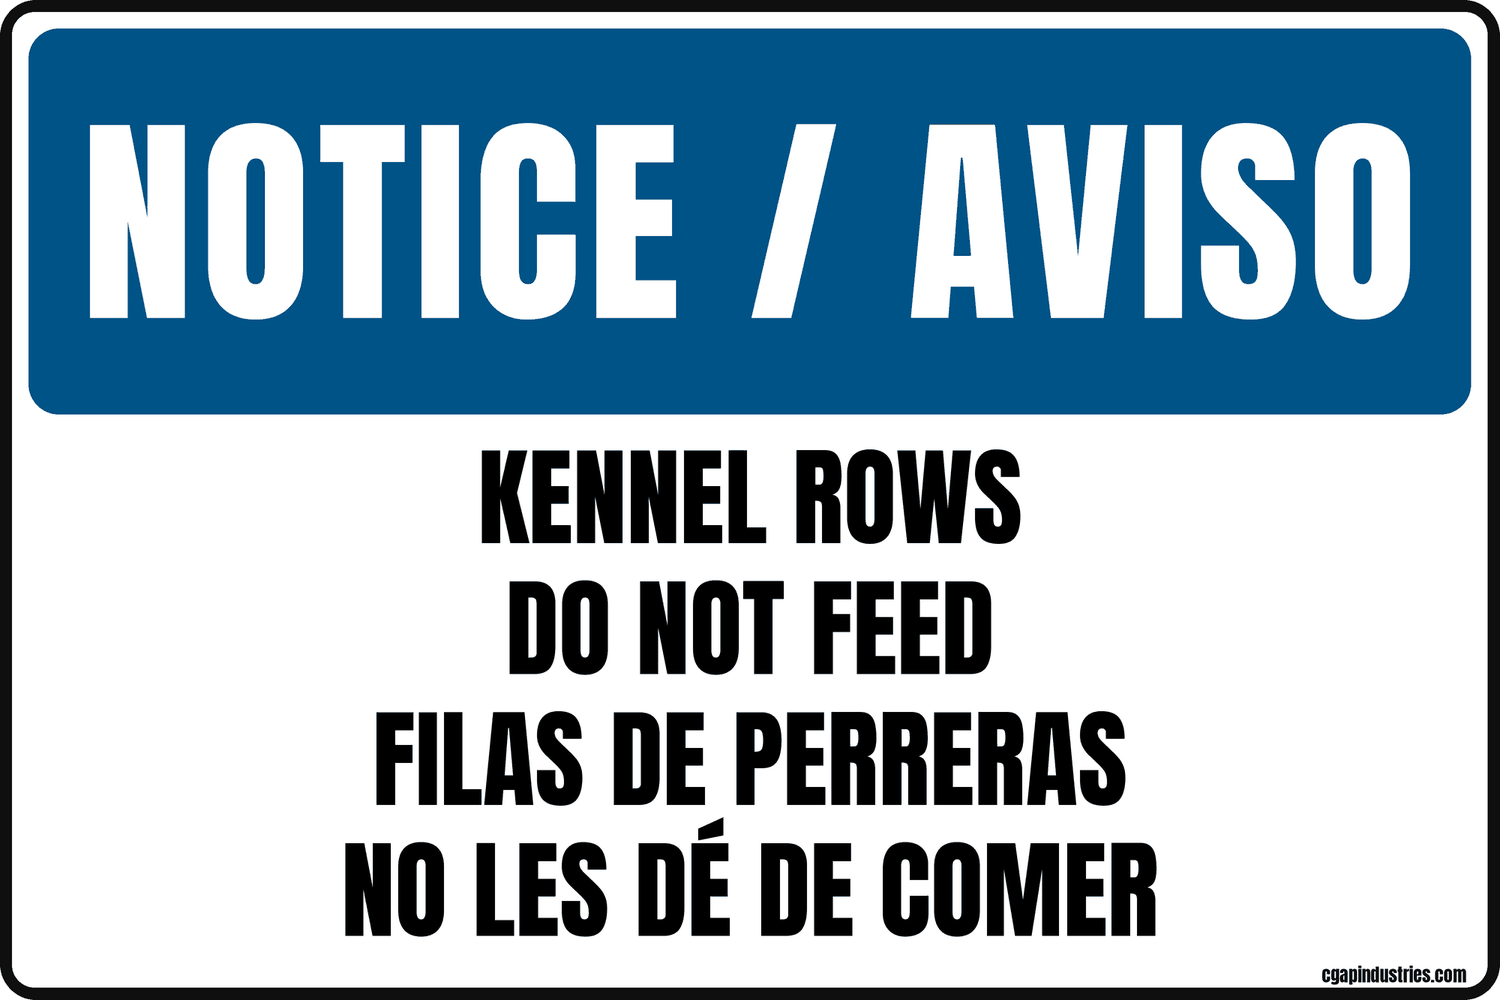 NOTICE / AVISO
KENNEL ROWS
DO NOT FEED
FILAS DE PERRERAS
NO LES DÉ DE COMER
cgapindustries.com